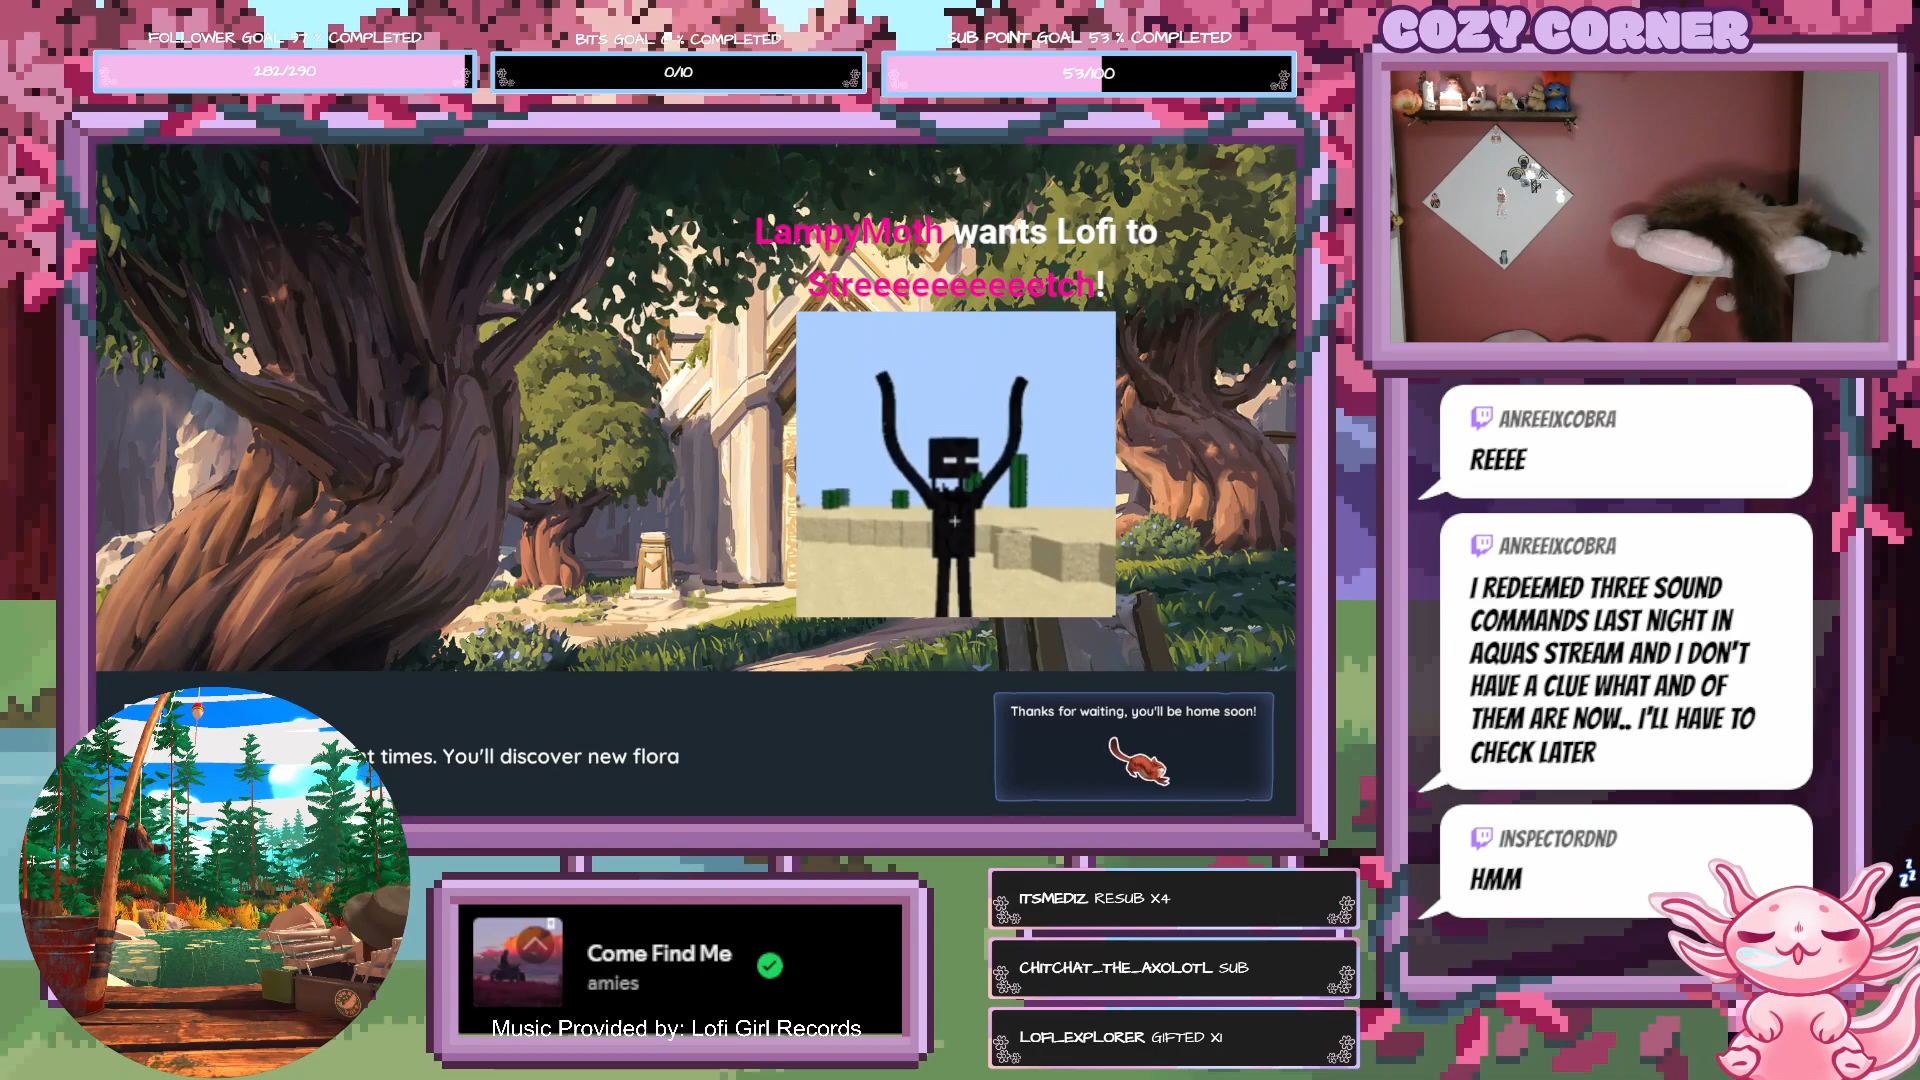 FOLLOWER GOAL 97 % COMPLETED
282/290
BITS GOAL 0 % COMPLETED
0/10
SUB POINT GOAL 53 % COMPLETED
53/100
COZY CORNER
LampyMoth wants Lofi to
Streeeeeeeeeetch!
t times. You'll discover new flora
Thanks for waiting, you'll be home soon!
ANREEIXCOBRA
REEEE
ANREEIXCOBRA
I REDEEMED THREE SOUND
COMMANDS LAST NIGHT IN
AQUAS STREAM AND I DON'T
HAVE A CLUE WHAT AND OF
THEM ARE NOW.. I'LL HAVE TO
CHECK LATER
INSPECTORDND
HMM
Come Find Me
amies
Music Provided by: Lofi Girl Records
ITSMEDIZ RESUB X4
CHITCHAT_THE_AXOLOTL SUB
LOFI_EXPLORER GIFTED X1
z z z